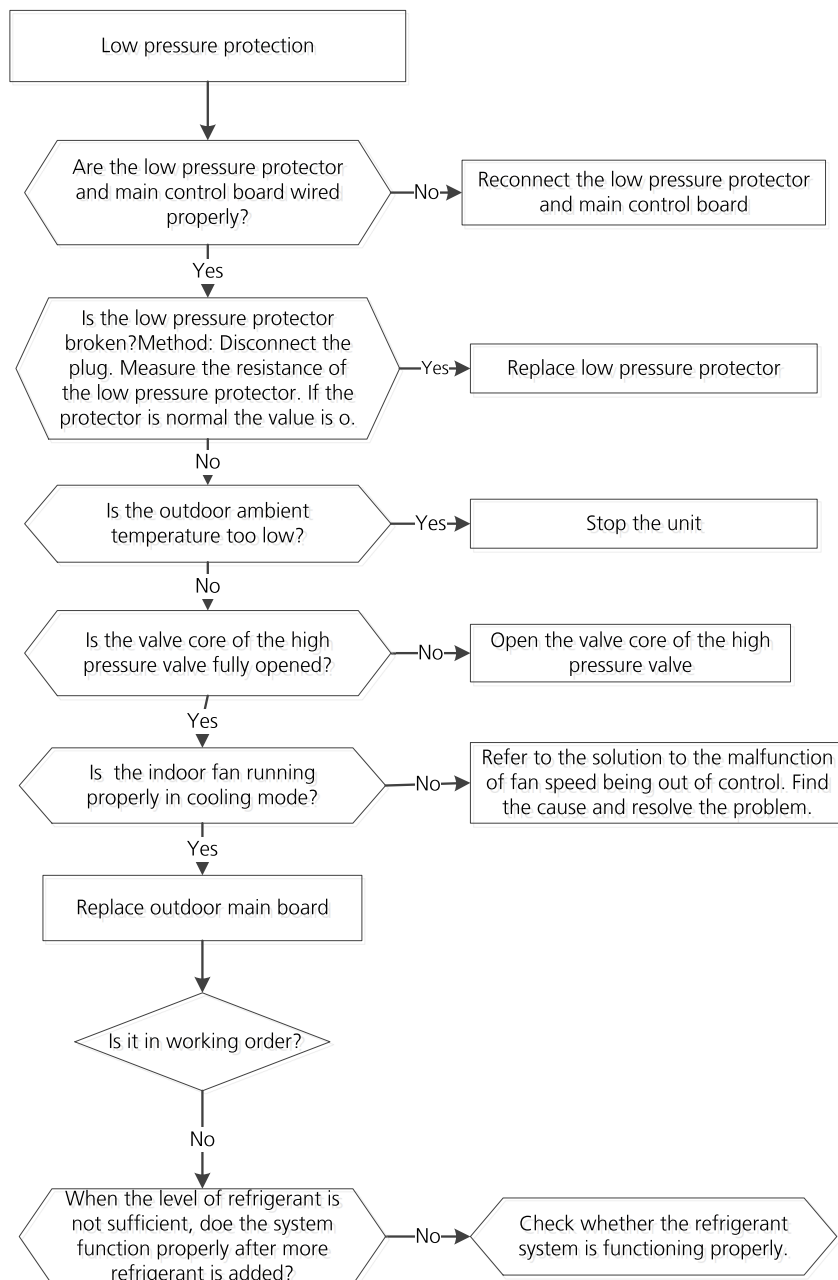 Low pressure protection
Are the low pressure protector
and main control board wired
properly?
No
Reconnect the low pressure protector
and main control board
Yes
Is the low pressure protector
broken?Method: Disconnect the
plug. Measure the resistance of
the low pressure protector. If the
protector is normal the value is o.
Yes
Replace low pressure protector
No
Is the outdoor ambient
temperature too low?
Yes
Stop the unit
No
Is the valve core of the high
pressure valve fully opened?
No
Open the valve core of the high
pressure valve
Yes
Is the indoor fan running
properly in cooling mode?
No
Refer to the solution to the malfunction
of fan speed being out of control. Find
the cause and resolve the problem.
Yes
Replace outdoor main board
Is it in working order?
No
When the level of refrigerant is
not sufficient, doe the system
function properly after more
refrigerant is added?
No
Check whether the refrigerant
system is functioning properly.